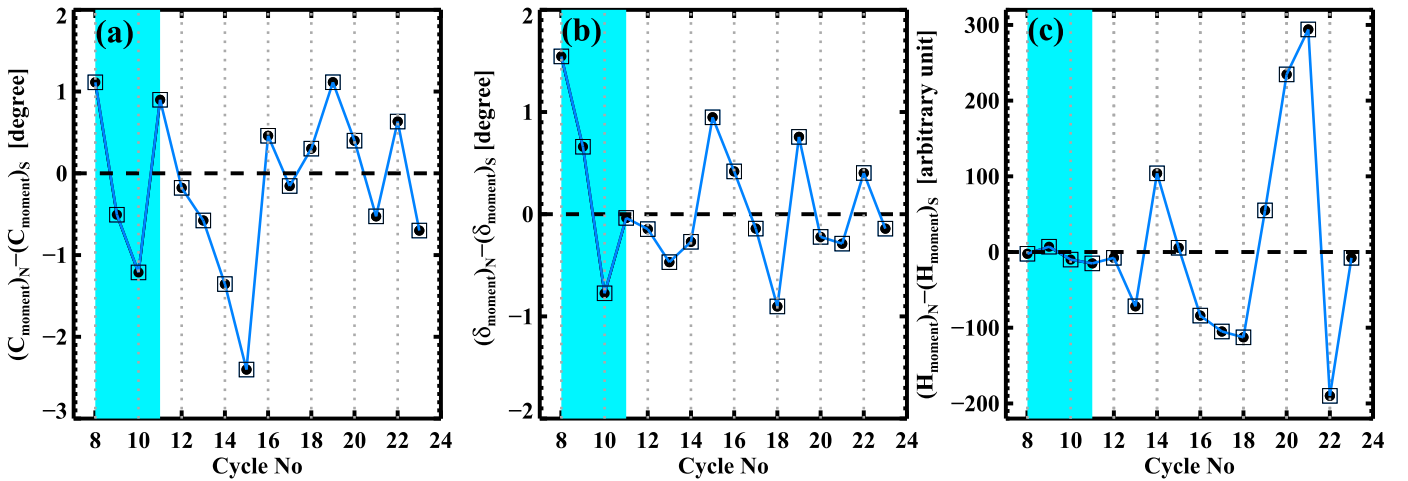 (a)
(C_moment)_N−(C_moment)_S [degree]
2
1
0
−1
−2
−3
8 10 12 14 16 18 20 22 24
Cycle No
(b)
(δ_moment)_N−(δ_moment)_S [degree]
2
1
0
−1
−2
8 10 12 14 16 18 20 22 24
Cycle No
(c)
(H_moment)_N−(H_moment)_S [arbitrary unit]
300
200
100
0
−100
−200
8 10 12 14 16 18 20 22 24
Cycle No